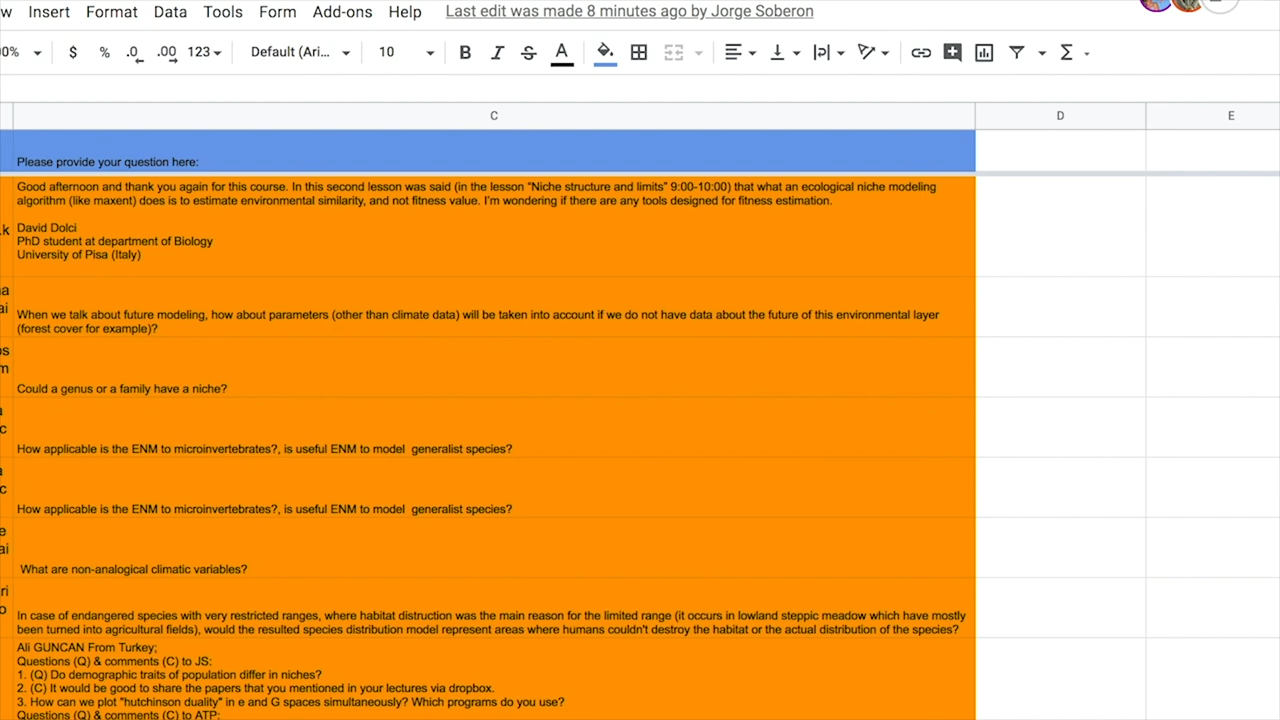 w Insert Format Data Tools Form Add-ons Help Last edit was made 8 minutes ago by Jorge Soberon
0% $ % .0 .00 123 Default (Ari... 10 B I S A
C D E
Please provide your question here:
Good afternoon and thank you again for this course. In this second lesson was said (in the lesson "Niche structure and limits" 9:00-10:00) that what an ecological niche modeling
algorithm (like maxent) does is to estimate environmental similarity, and not fitness value. I'm wondering if there are any tools designed for fitness estimation.
.k
David Dolci
PhD student at department of Biology
University of Pisa (Italy)
na
ai
When we talk about future modeling, how about parameters (other than climate data) will be taken into account if we do not have data about the future of this environmental layer
(forest cover for example)?
os
m
Could a genus or a family have a niche?
a
c
How applicable is the ENM to microinvertebrates?, is useful ENM to model  generalist species?
a
c
How applicable is the ENM to microinvertebrates?, is useful ENM to model  generalist species?
e
ai
What are non-analogical climatic variables?
ri
o
In case of endangered species with very restricted ranges, where habitat distruction was the main reason for the limited range (it occurs in lowland steppic meadow which have mostly
been turned into agricultural fields), would the resulted species distribution model represent areas where humans couldn't destroy the habitat or the actual distribution of the species?
Ali GUNCAN From Turkey;
Questions (Q) & comments (C) to JS:
1. (Q) Do demographic traits of population differ in niches?
2. (C) It would be good to share the papers that you mentioned in your lectures via dropbox.
3. How can we plot "hutchinson duality" in e and G spaces simultaneously? Which programs do you use?
Questions (Q) & comments (C) to ATP: